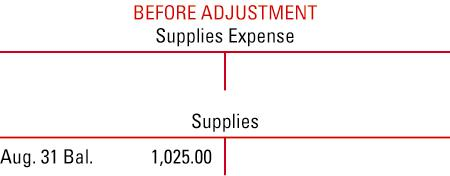 BEFORE ADJUSTMENT
Supplies Expense
Supplies
Aug. 31 Bal. 1,025.00